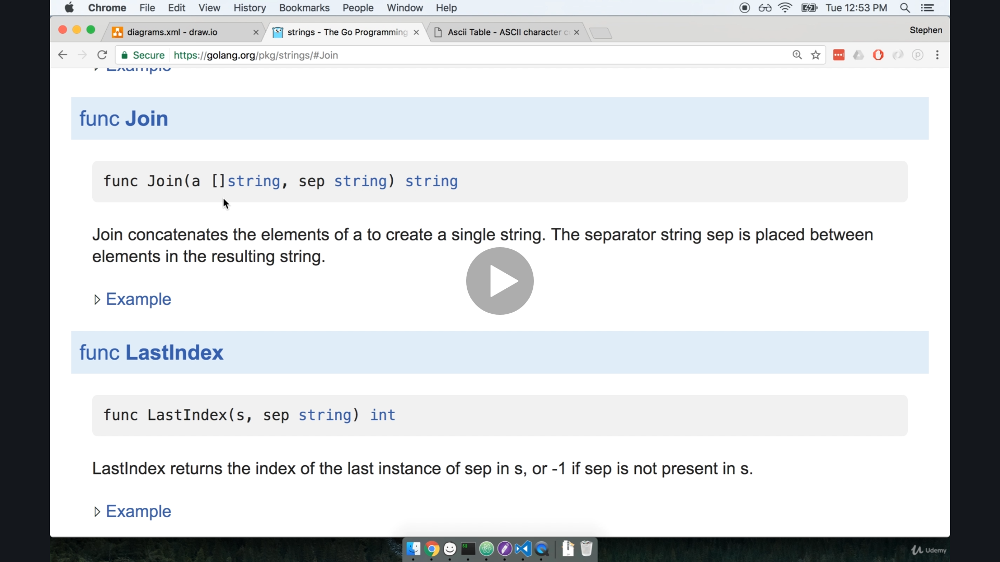 Chrome File Edit View History Bookmarks People Window Help Tue 12:53 PM
diagrams.xml - draw.io strings - The Go Programming Ascii Table - ASCII character Stephen
Secure https://golang.org/pkg/strings/#Join
Example
func Join
func Join(a []string, sep string) string
Join concatenates the elements of a to create a single string. The separator string sep is placed between
elements in the resulting string.
Example
func LastIndex
func LastIndex(s, sep string) int
LastIndex returns the index of the last instance of sep in s, or -1 if sep is not present in s.
Example
Udemy